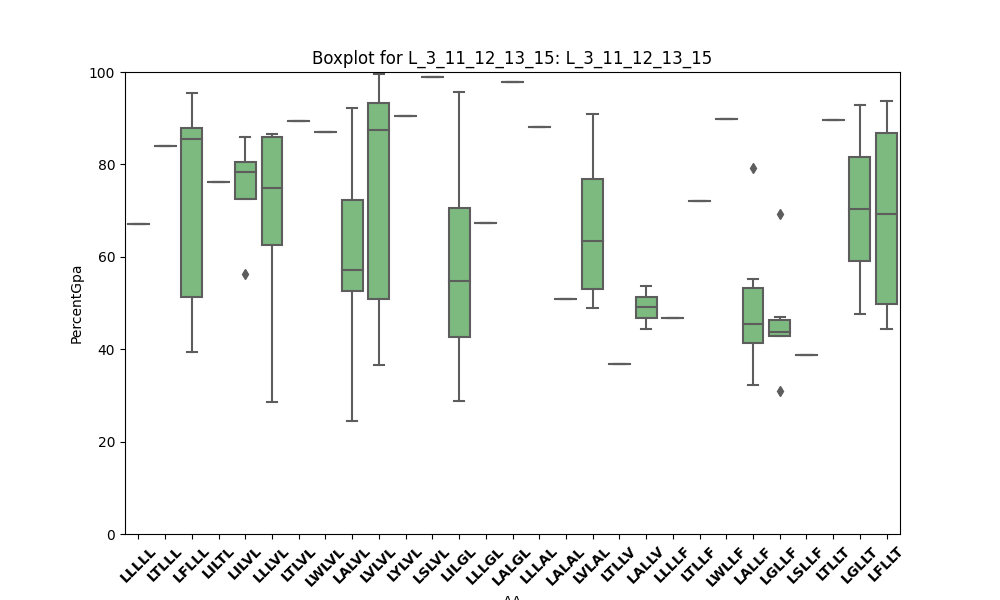 Boxplot for L_3_11_12_13_15: L_3_11_12_13_15
PercentGpa
100
80
60
40
20
0
LLLLL
LTLLL
LFLLL
LILTL
LILVL
LLLVL
LTLVL
LWLVL
LALVL
LVLVL
LYLVL
LSLVL
LILGL
LLLGL
LALGL
LLLAL
LALAL
LVLAL
LTLLV
LALLV
LLLLF
LTLLF
LWLLF
LALLF
LGLLF
LSLLF
LTLLT
LGLLT
LFLLT